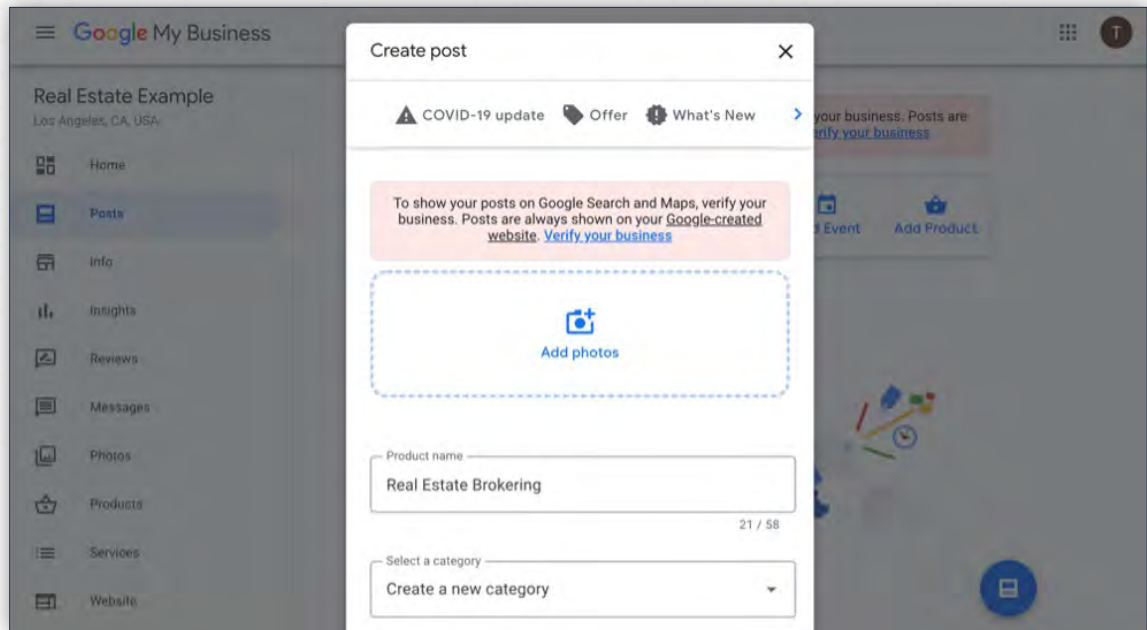 Google My Business
T
Real Estate Example
Los Angeles, CA, USA
Home
Posts
Info
Insights
Reviews
Messages
Photos
Products
Services
Website
Create post
COVID-19 update
Offer
What's New
To show your posts on Google Search and Maps, verify your
business. Posts are always shown on your Google-created
website. Verify your business
Add photos
Product name
Real Estate Brokering
21 / 58
Select a category
Create a new category
your business. Posts are
erify your business
d Event
Add Product